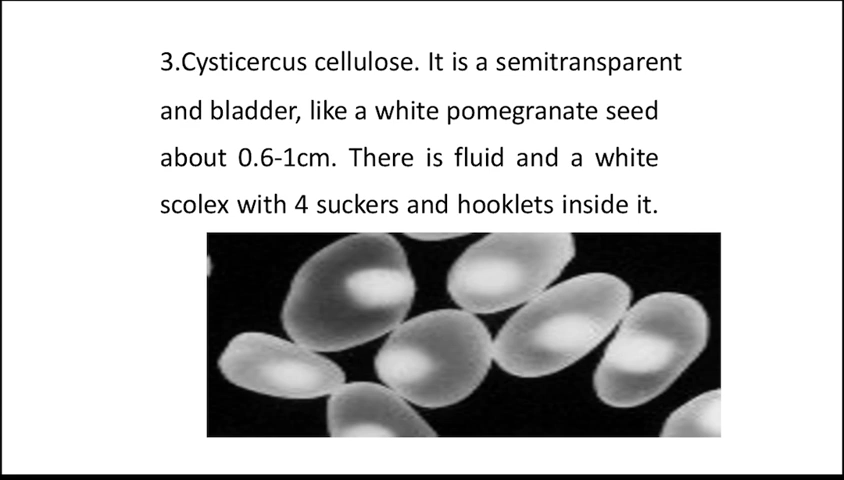 3.Cysticercus cellulose. It is a semitransparent
and bladder, like a white pomegranate seed
about 0.6-1cm. There is fluid and a white
scolex with 4 suckers and hooklets inside it.